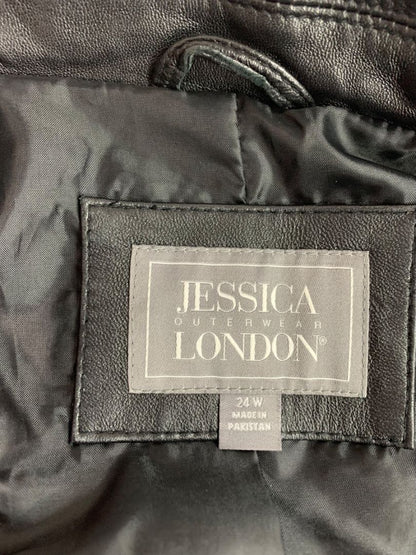 JESSICA
OUTERWEAR
LONDON®
24 W
MADE IN
PAKISTAN